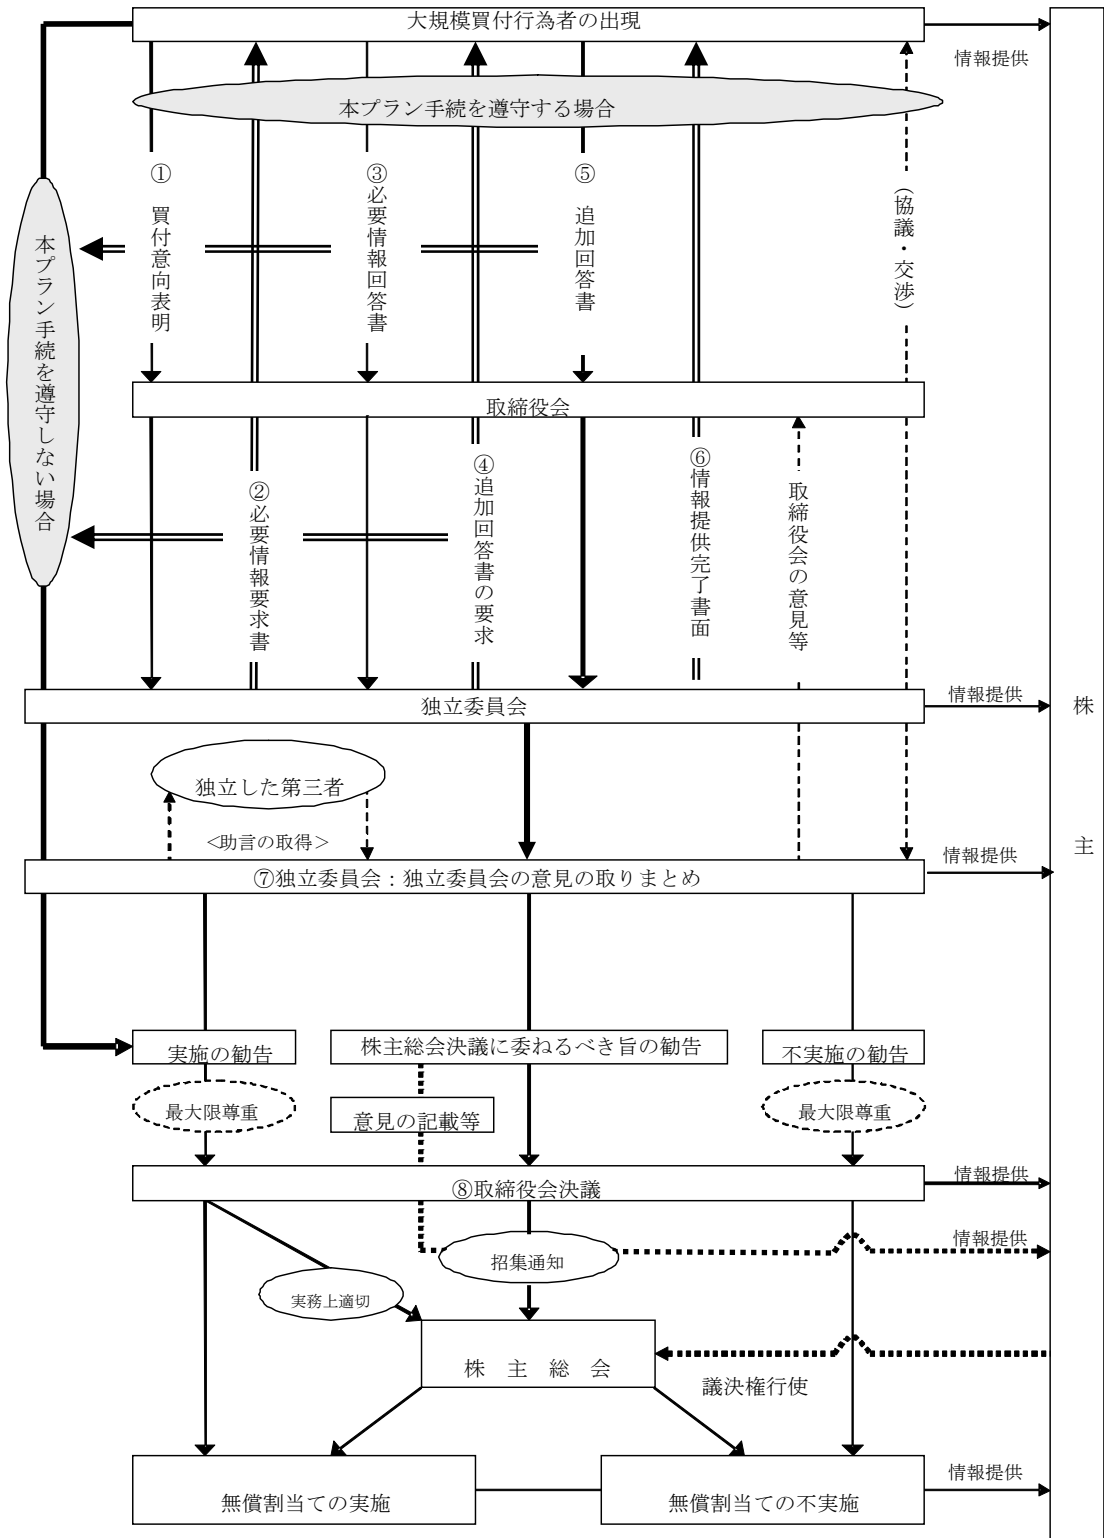 大規模買付行為者の出現
情報提供
本プラン手続を遵守する場合
① 買付意向表明
③必要情報回答書
⑤ 追加回答書
(協議・交渉)
本プラン手続を遵守しない場合
取締役会
②必要情報要求書
④追加回答書の要求
⑥情報提供完了書面
取締役会の意見等
独立委員会
情報提供
株主
独立した第三者
<助言の取得>
⑦独立委員会：独立委員会の意見の取りまとめ
情報提供
実施の勧告
株主総会決議に委ねるべき旨の勧告
不実施の勧告
最大限尊重
意見の記載等
最大限尊重
⑧取締役会決議
情報提供
招集通知
情報提供
実務上適切
株 主 総 会
議決権行使
無償割当ての実施
無償割当ての不実施
情報提供